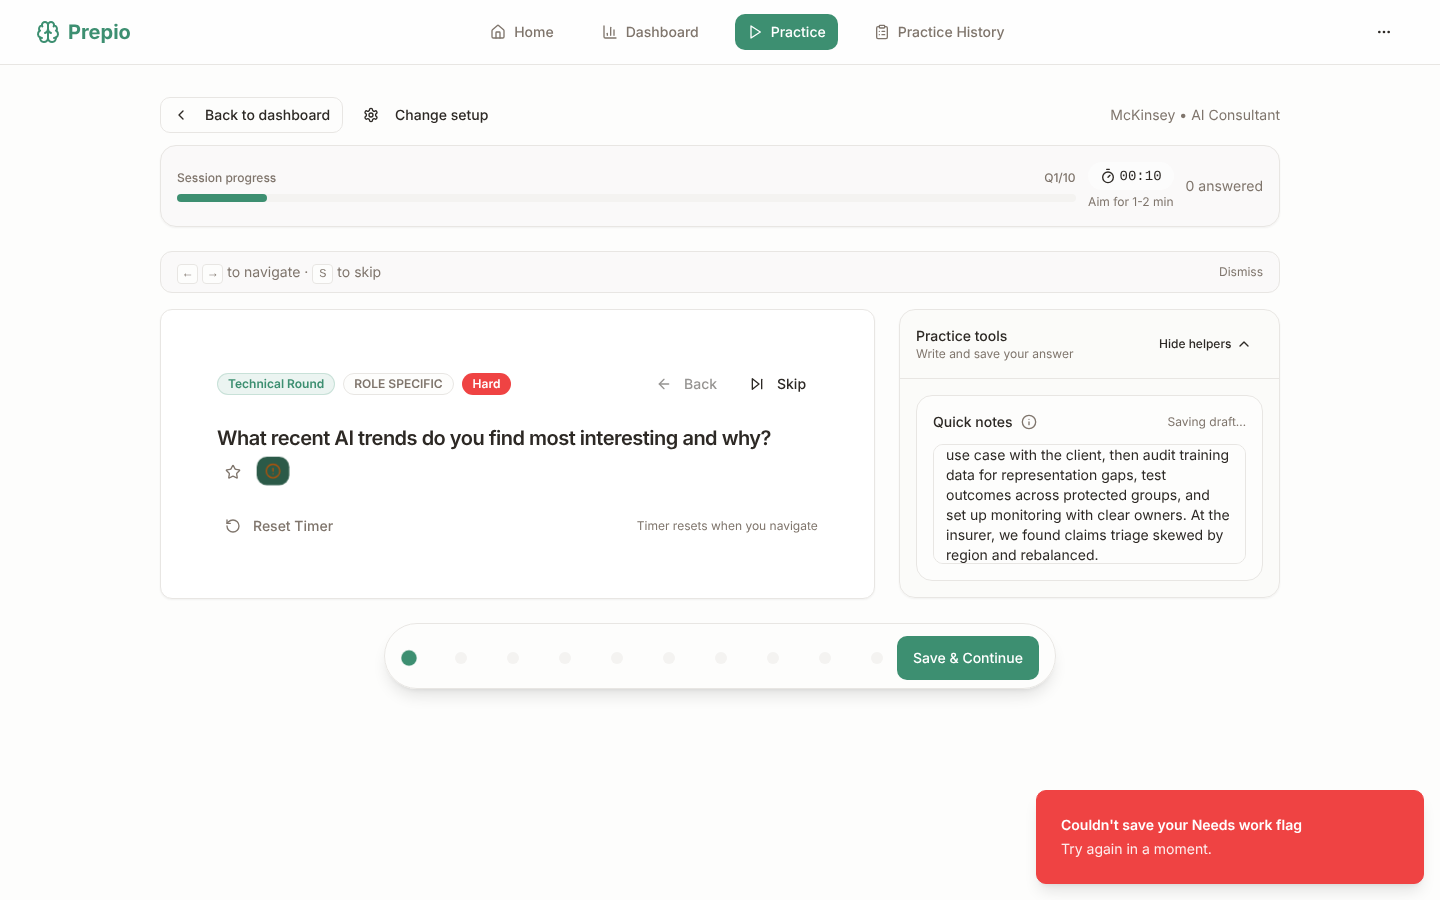 Prepio
Home
Dashboard
Practice
Practice History
Back to dashboard
Change setup
McKinsey • AI Consultant
Session progress
Q1/10
00:10
Aim for 1-2 min
0 answered
← → to navigate · S to skip
Dismiss
Technical Round
ROLE SPECIFIC
Hard
Back
Skip
What recent AI trends do you find most interesting and why?
Reset Timer
Timer resets when you navigate
Practice tools
Write and save your answer
Hide helpers
Quick notes
Saving draft...
use case with the client, then audit training
data for representation gaps, test
outcomes across protected groups, and
set up monitoring with clear owners. At the
insurer, we found claims triage skewed by
region and rebalanced.
Save & Continue
Couldn't save your Needs work flag
Try again in a moment.